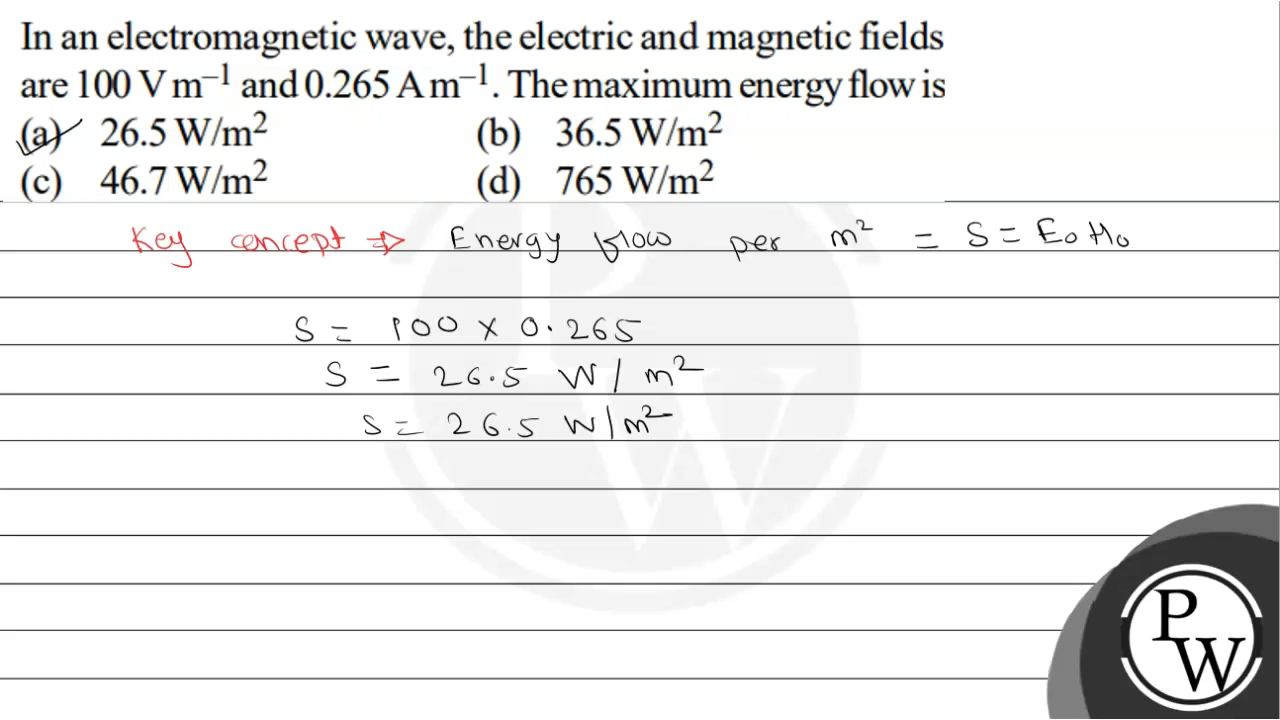 In an electromagnetic wave, the electric and magnetic fields
are 100 V m⁻¹ and 0.265 A m⁻¹. The maximum energy flow is
(a) 26.5 W/m² (b) 36.5 W/m²
(c) 46.7 W/m² (d) 765 W/m²
Key concept ⇒ Energy flow per m² = S = E₀ H₀
S = 100 × 0.265
S = 26.5 W/m²
S = 26.5 W/m²
P
W